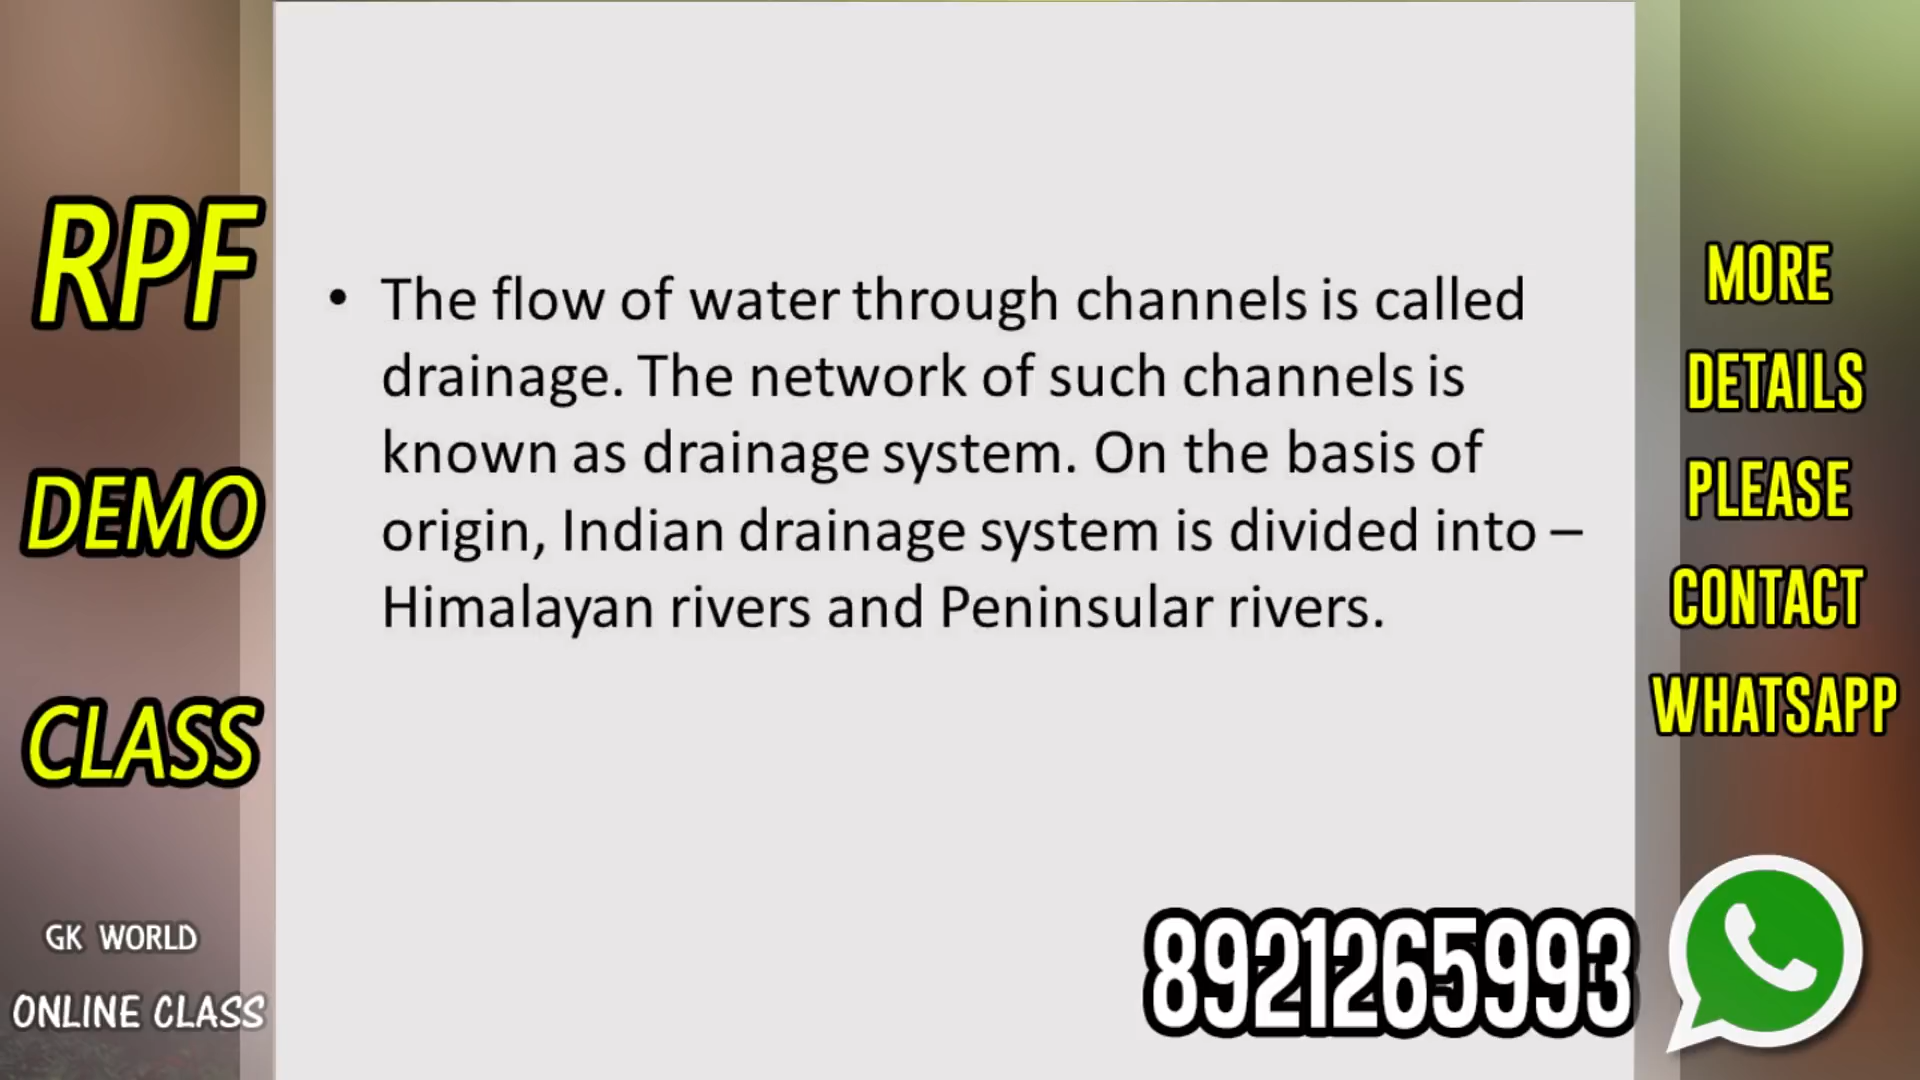 RPF
DEMO
CLASS
GK WORLD
ONLINE CLASS
• The flow of water through channels is called
drainage. The network of such channels is
known as drainage system. On the basis of
origin, Indian drainage system is divided into –
Himalayan rivers and Peninsular rivers.
MORE
DETAILS
PLEASE
CONTACT
WHATSAPP
8921265993